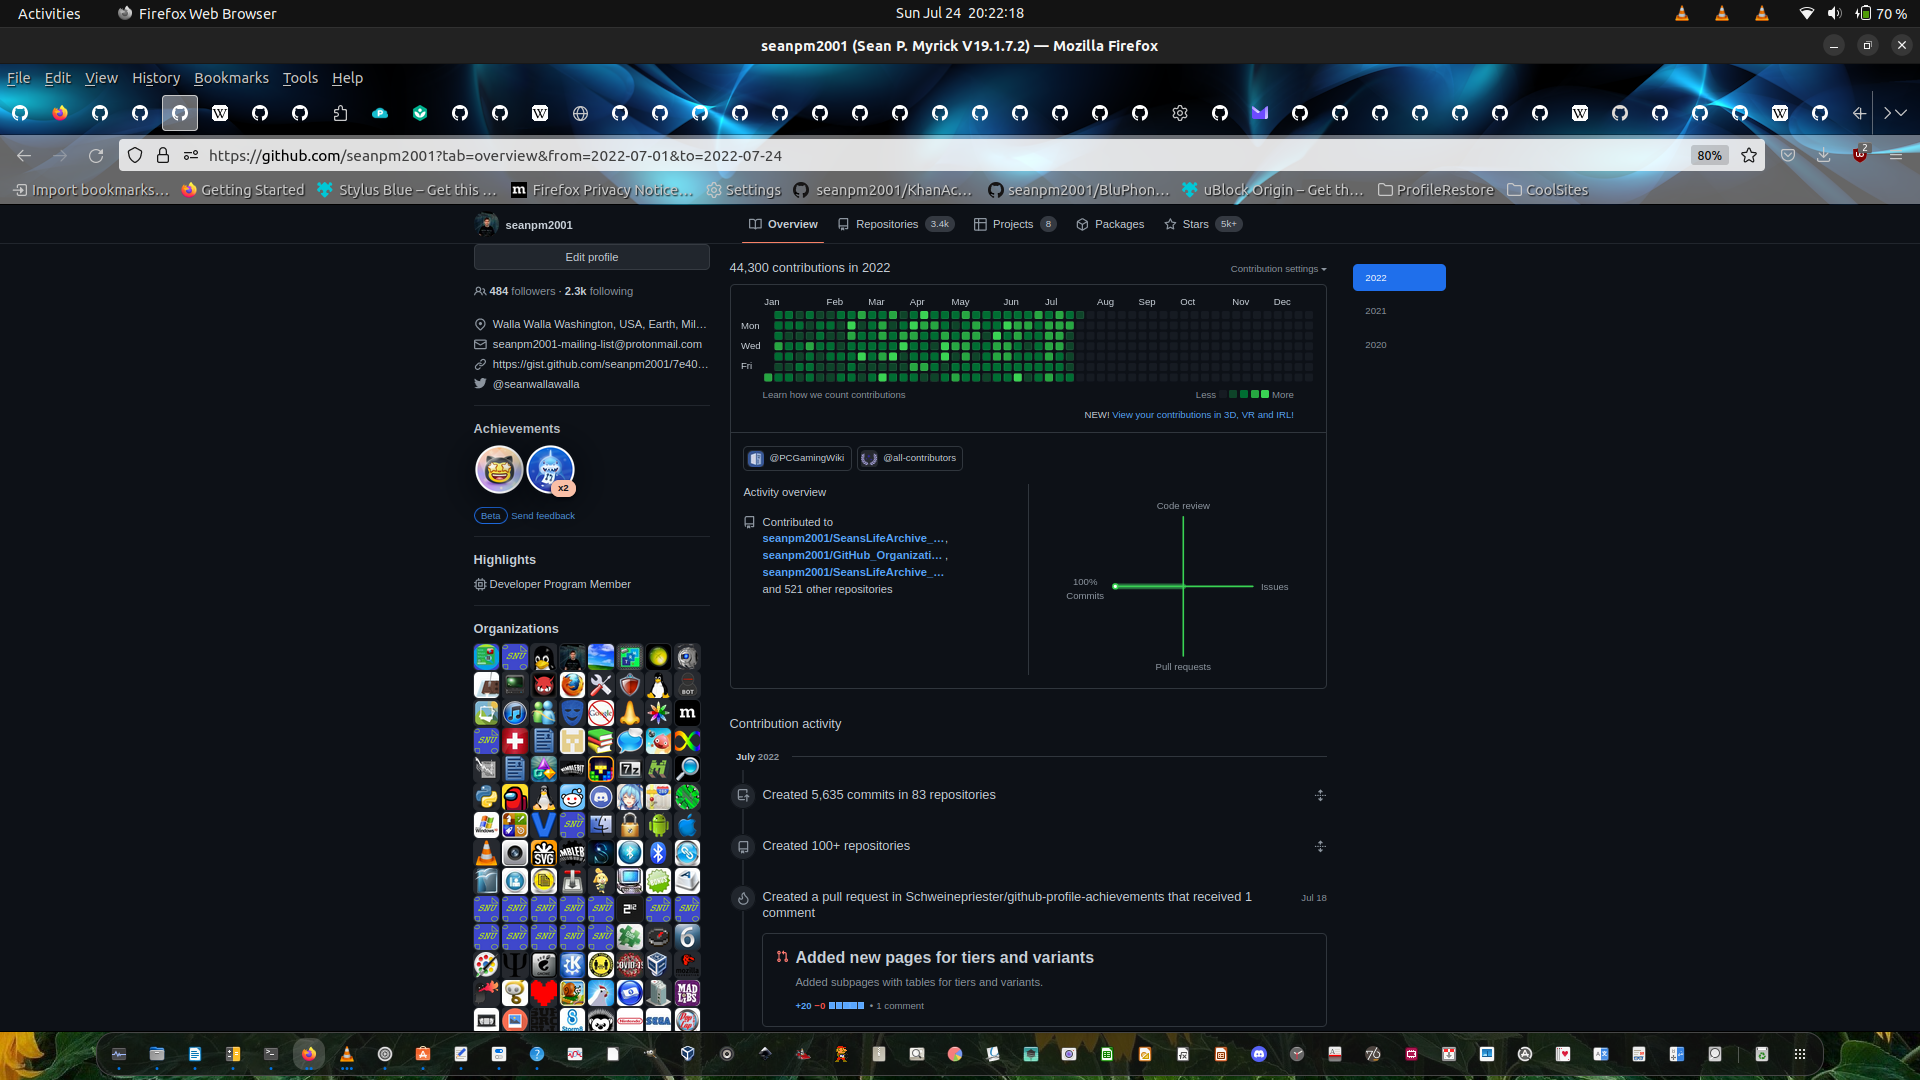 Activities
Firefox Web Browser
Sun Jul 24 20:22:18
70 %
seanpm2001 (Sean P. Myrick V19.1.7.2) — Mozilla Firefox
File Edit View History Bookmarks Tools Help
https://github.com/seanpm2001?tab=overview&from=2022-07-01&to=2022-07-24
80%
2
Import bookmarks…
Getting Started
Stylus Blue – Get this …
Firefox Privacy Notice…
Settings
seanpm2001/KhanAc…
seanpm2001/BluPhon…
uBlock Origin – Get th…
ProfileRestore
CoolSites
seanpm2001
Overview
Repositories 3.4k
Projects 8
Packages
Stars 5k+
Edit profile
484 followers · 2.3k following
Walla Walla Washington, USA, Earth, Mil…
seanpm2001-mailing-list@protonmail.com
https://gist.github.com/seanpm2001/7e40…
@seanwallawalla
Achievements
x2
Beta Send feedback
Highlights
Developer Program Member
Organizations
44,300 contributions in 2022
Contribution settings
2022
2021
2020
Jan Feb Mar Apr May Jun Jul Aug Sep Oct Nov Dec
Mon
Wed
Fri
Learn how we count contributions
Less More
NEW! View your contributions in 3D, VR and IRL!
@PCGamingWiki
@all-contributors
Activity overview
Contributed to
seanpm2001/SeansLifeArchive_…,
seanpm2001/GitHub_Organizati… ,
seanpm2001/SeansLifeArchive_…
and 521 other repositories
Code review
100%
Commits
Issues
Pull requests
Contribution activity
July 2022
Created 5,635 commits in 83 repositories
Created 100+ repositories
Created a pull request in Schweinepriester/github-profile-achievements that received 1
comment
Jul 18
Added new pages for tiers and variants
Added subpages with tables for tiers and variants.
+20 −0 • 1 comment